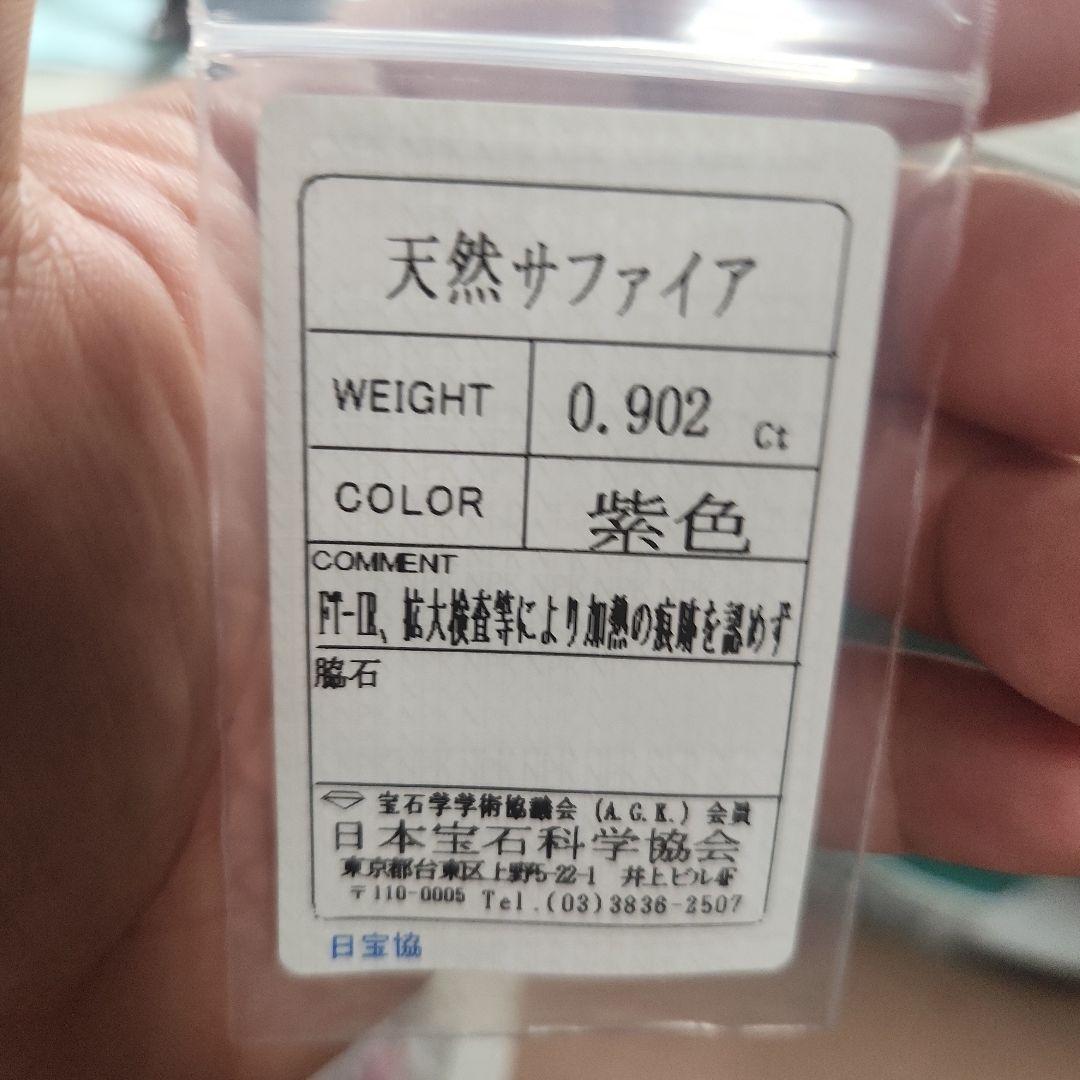 天然サファイア
WEIGHT 0.902 Ct
COLOR 紫色
COMMENT
FT-IR、拡大検査等により加熱の痕跡を認めず
脇石
宝石学学術協議会 (A.G.K.) 会員
日本宝石科学協会
東京都台東区上野5-22-1 井上ビル4F
〒110-0005 Tel.(03)3836-2507
日宝協